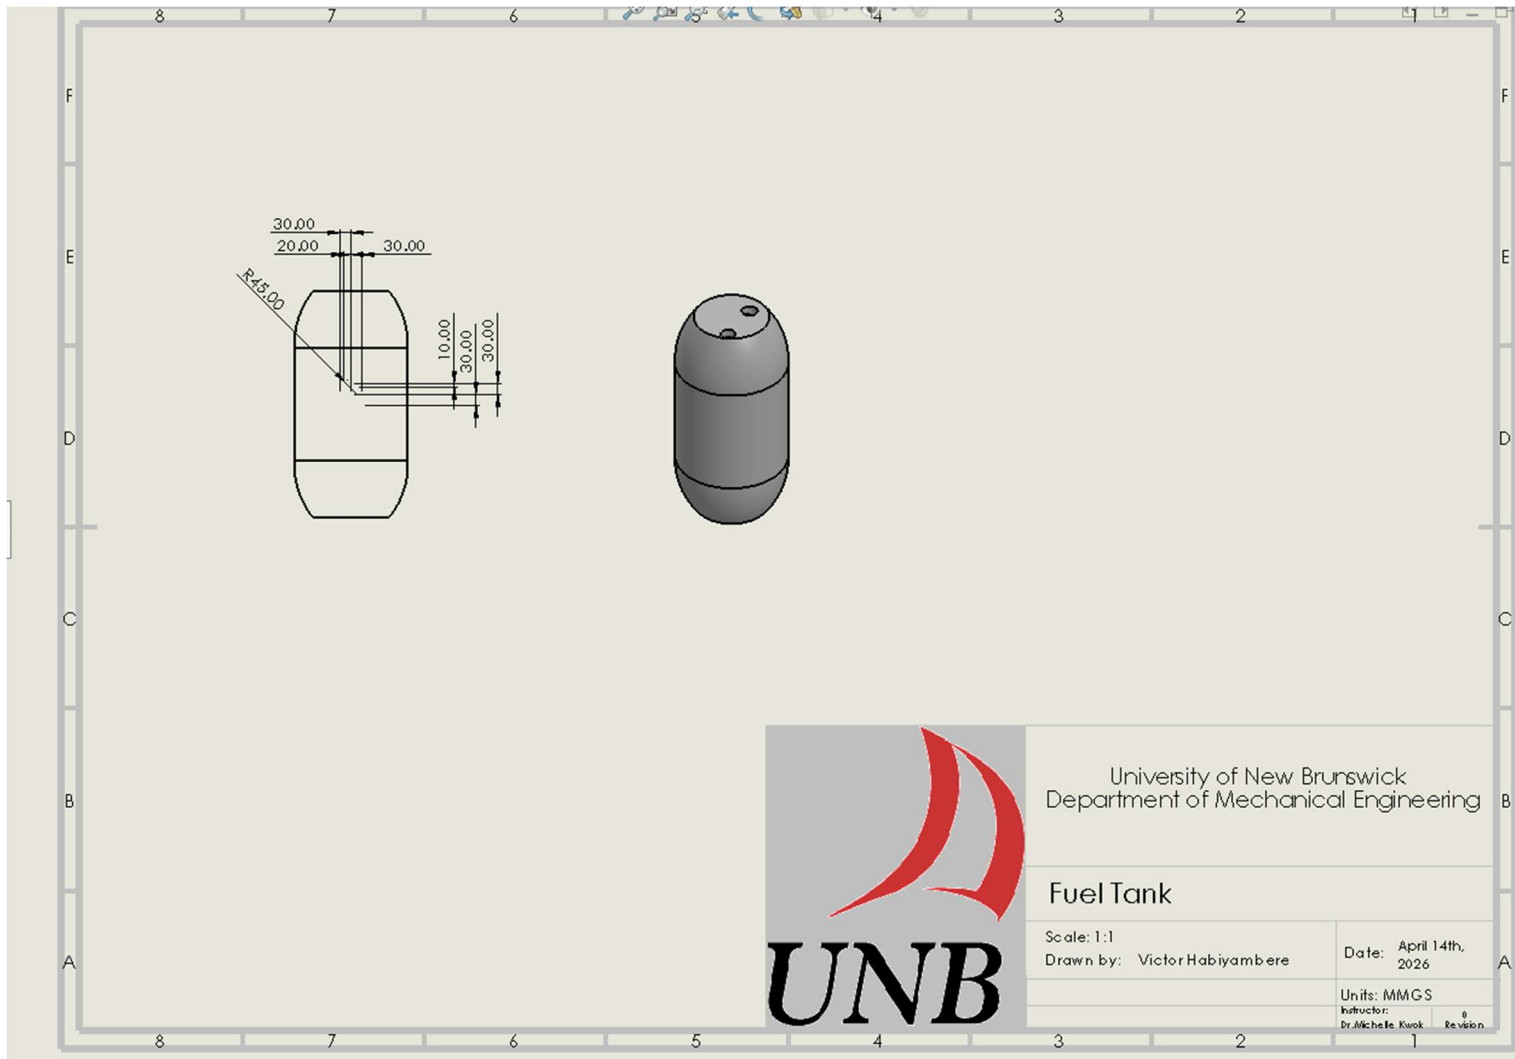 8 7 6 5 4 3 2 1
F F
30.00
20.00 30.00
E E
R45.00
10.00
30.00
30.00
D D
C C
University of New Brunswick
Department of Mechanical Engineering
B B
Fuel Tank
Scale: 1:1
Drawn by: Victor Habiyambere
Date: April 14th,
2026
A A
UNB
Units: MMGS
Instructor:
Dr.Michelle Kwok
0
Revision
8 7 6 5 4 3 2 1